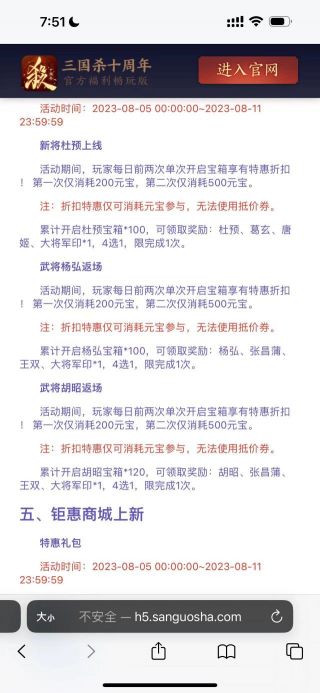 7:51
三国杀十周年
官方福利畅玩版
进入官网
活动时间：2023-08-05 00:00:00~2023-08-11
23:59:59
新将杜预上线
活动期间，玩家每日前两次单次开启宝箱享有特惠折扣
！第一次仅消耗200元宝，第二次仅消耗500元宝。
注：折扣特惠仅可消耗元宝参与，无法使用抵价券。
累计开启杜预宝箱*100，可领取奖励：杜预、葛玄、唐
姬、大将军印*1，4选1，限完成1次。
武将杨弘返场
活动期间，玩家每日前两次单次开启宝箱享有特惠折扣
！第一次仅消耗200元宝，第二次仅消耗500元宝。
注：折扣特惠仅可消耗元宝参与，无法使用抵价券。
累计开启杨弘宝箱*100，可领取奖励：杨弘、张昌蒲、
王双、大将军印*1，4选1，限完成1次。
武将胡昭返场
活动期间，玩家每日前两次单次开启宝箱享有特惠折扣
！第一次仅消耗200元宝，第二次仅消耗500元宝。
注：折扣特惠仅可消耗元宝参与，无法使用抵价券。
累计开启胡昭宝箱*120，可领取奖励：胡昭、张昌蒲、
王双、大将军印*1，4选1，限完成1次。
五、钜惠商城上新
特惠礼包
活动时间：2023-08-05 00:00:00~2023-08-11
23:59:59
大小 不安全 — h5.sanguosha.com